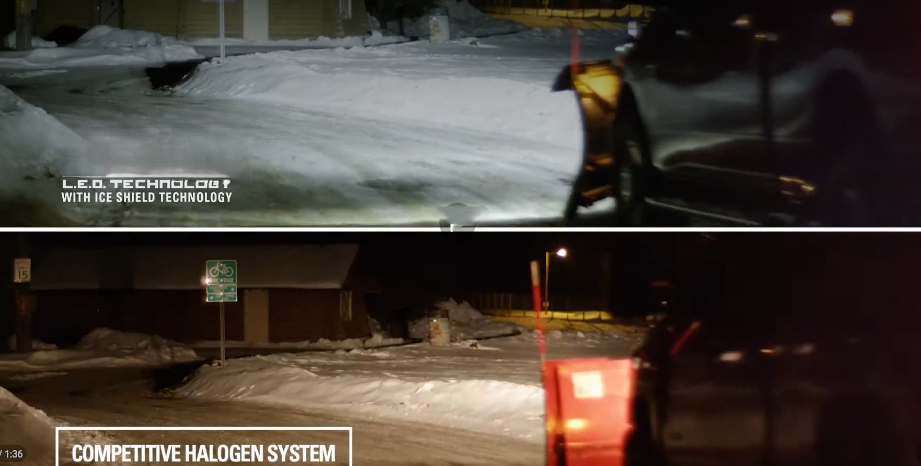 L.E.D. TECHNOLOGY
WITH ICE SHIELD TECHNOLOGY
15
COMPETITIVE HALOGEN SYSTEM
/ 1:36